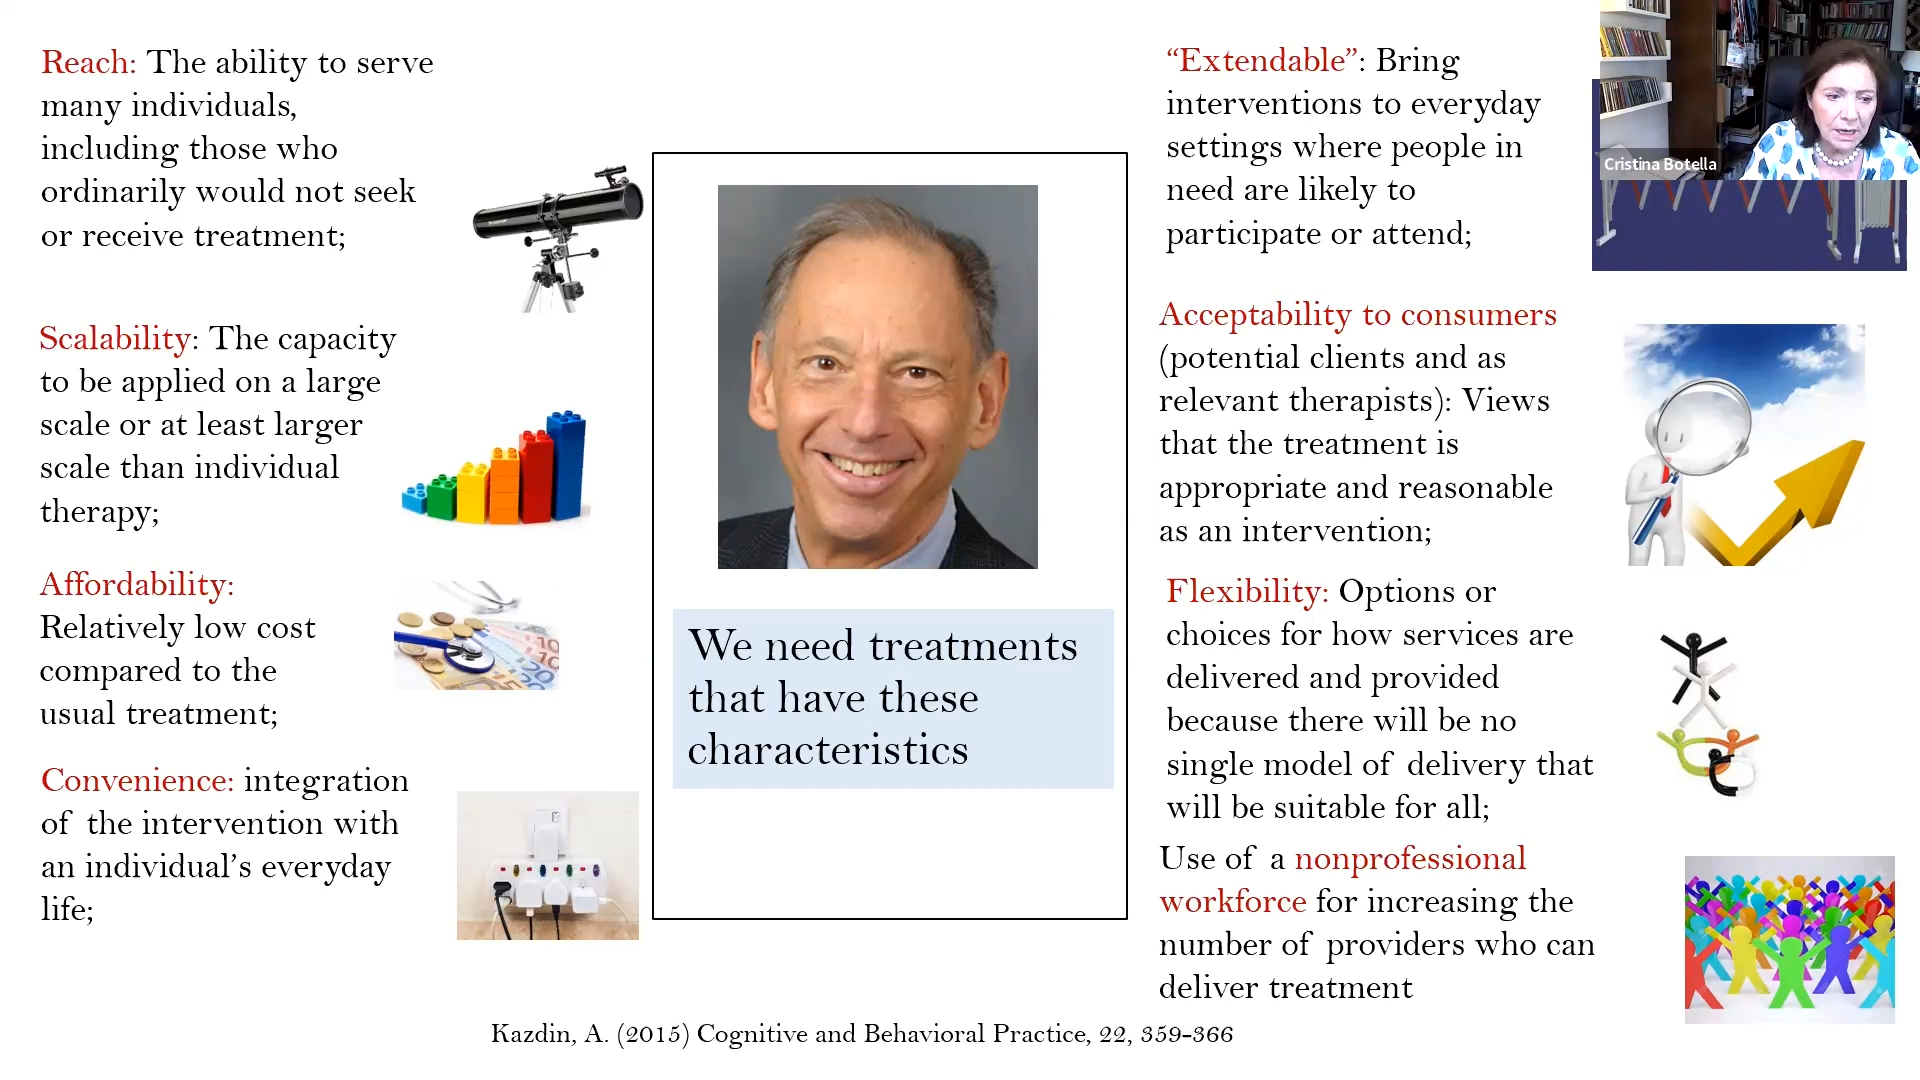 Reach: The ability to serve
many individuals,
including those who
ordinarily would not seek
or receive treatment;
Scalability: The capacity
to be applied on a large
scale or at least larger
scale than individual
therapy;
Affordability:
Relatively low cost
compared to the
usual treatment;
Convenience: integration
of the intervention with
an individual’s everyday
life;
We need treatments
that have these
characteristics
“Extendable”: Bring
interventions to everyday
settings where people in
need are likely to
participate or attend;
Acceptability to consumers
(potential clients and as
relevant therapists): Views
that the treatment is
appropriate and reasonable
as an intervention;
Flexibility: Options or
choices for how services are
delivered and provided
because there will be no
single model of delivery that
will be suitable for all;
Use of a nonprofessional
workforce for increasing the
number of providers who can
deliver treatment
Kazdin, A. (2015) Cognitive and Behavioral Practice, 22, 359-366
Cristina Botella